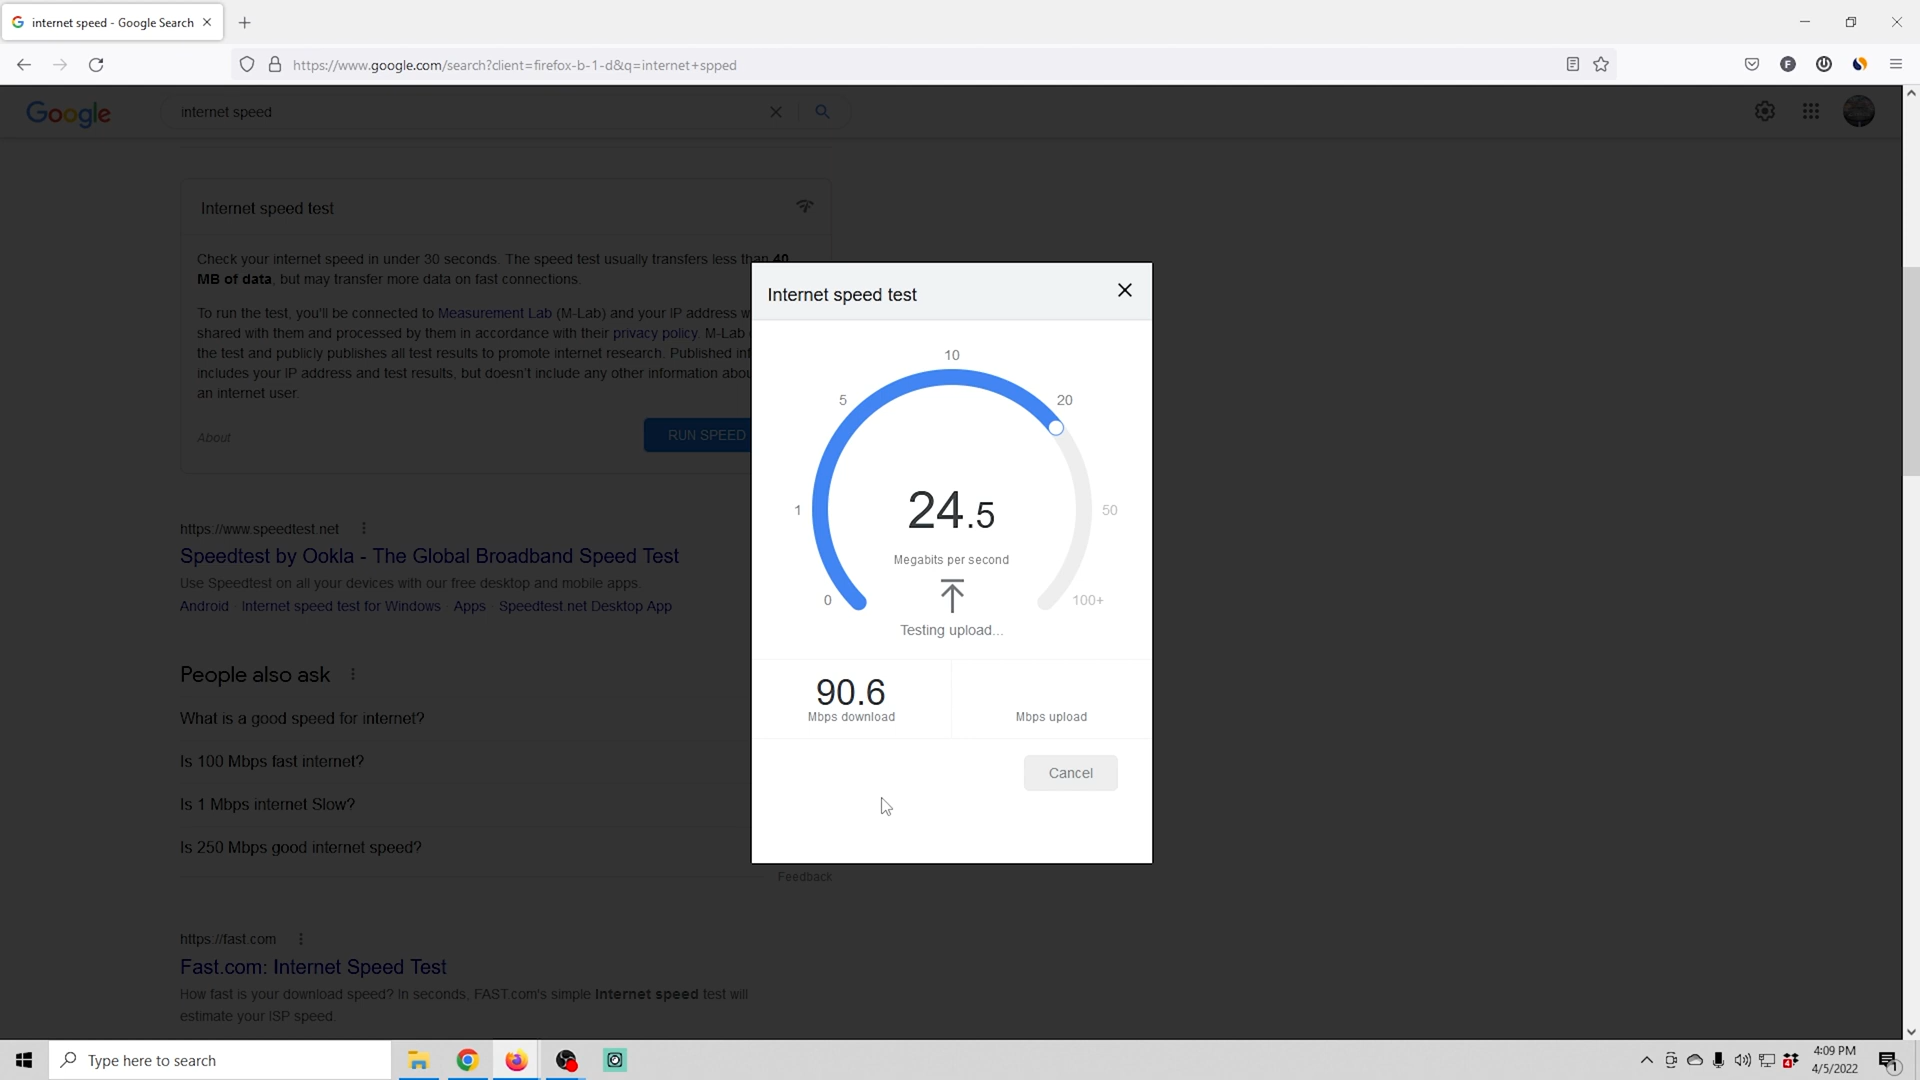 internet speed - Google Search
https://www.google.com/search?client=firefox-b-1-d&q=internet+spped
Google
internet speed
Internet speed test
Check your internet speed in under 30 seconds. The speed test usually transfers less than 40
MB of data, but may transfer more data on fast connections.
To run the test, you'll be connected to Measurement Lab (M-Lab) and your IP address w
shared with them and processed by them in accordance with their privacy policy. M-Lab
the test and publicly publishes all test results to promote internet research. Published in
includes your IP address and test results, but doesn't include any other information abou
an internet user.
About
RUN SPEED
https://www.speedtest.net
Speedtest by Ookla - The Global Broadband Speed Test
Use Speedtest on all your devices with our free desktop and mobile apps.
Android · Internet speed test for Windows · Apps · Speedtest.net Desktop App
People also ask
What is a good speed for internet?
Is 100 Mbps fast internet?
Is 1 Mbps internet Slow?
Is 250 Mbps good internet speed?
Feedback
https://fast.com
Fast.com: Internet Speed Test
How fast is your download speed? In seconds, FAST.com's simple Internet speed test will
estimate your ISP speed.
Internet speed test
10
5
20
1
50
0
100+
24.5
Megabits per second
Testing upload...
90.6
Mbps download
Mbps upload
Cancel
Type here to search
4:09 PM
4/5/2022